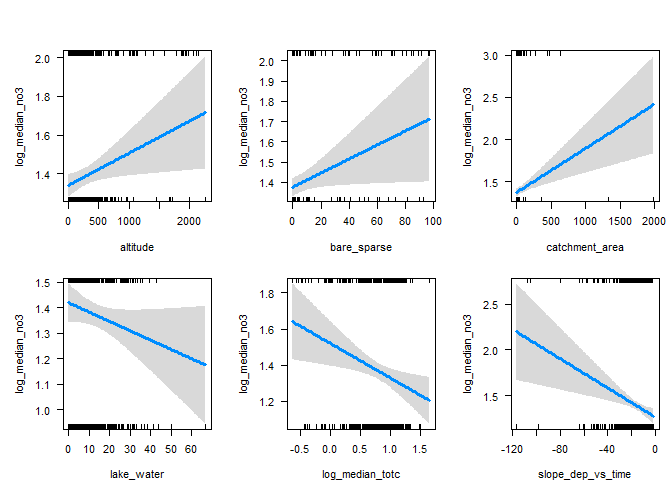 2.0
1.8
1.6
1.4
log_median_no3
0 500 1000 1500 2000
altitude
2.0
1.9
1.8
1.7
1.6
1.5
1.4
log_median_no3
0 20 40 60 80 100
bare_sparse
3.0
2.5
2.0
1.5
log_median_no3
0 500 1000 1500 2000
catchment_area
1.5
1.4
1.3
1.2
1.1
1.0
log_median_no3
0 10 20 30 40 50 60
lake_water
1.8
1.6
1.4
1.2
log_median_no3
-0.5 0.0 0.5 1.0 1.5
log_median_totc
2.5
2.0
1.5
log_median_no3
-120 -80 -40 0
slope_dep_vs_time